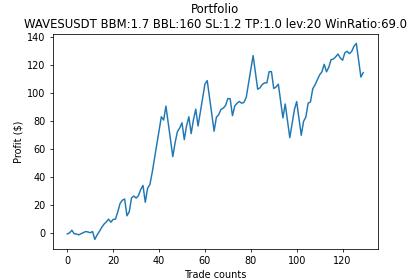 Portfolio
WAVESUSDT BBM:1.7 BBL:160 SL:1.2 TP:1.0 lev:20 WinRatio:69.0
140
120
100
80
60
40
20
0
Profit ($)
0 20 40 60 80 100 120
Trade counts